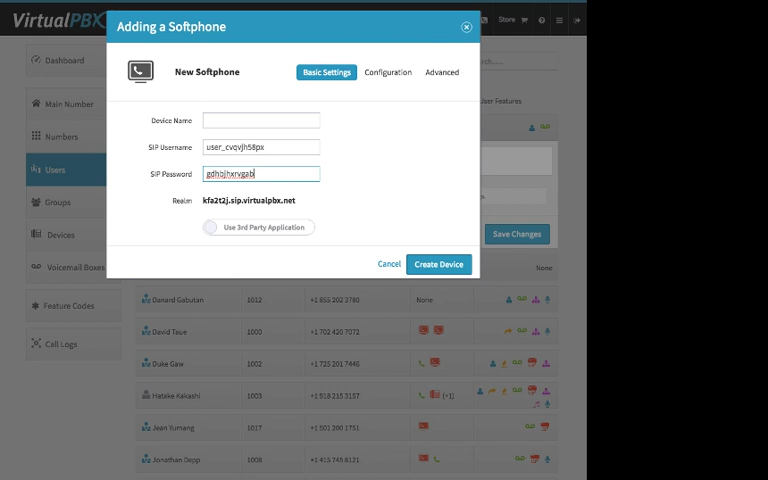 VirtualPBX
Store
Adding a Softphone
New Softphone
Basic Settings
Configuration
Advanced
Device Name
SIP Username
user_cvqvjh58px
SIP Password
gdhbjhxrvgab
Realm
kfa2t2j.sip.virtualpbx.net
Use 3rd Party Application
Cancel
Create Device
Dashboard
Main Number
Numbers
Users
Groups
Devices
Voicemail Boxes
Feature Codes
Call Logs
User Features
Save Changes
None
Danard Gabutan 1012 +1 855 202 3780 None
David Taue 1000 +1 702 420 7072
Duke Gaw 1002 +1 725 201 7446
Hatake Kakashi 1003 +1 918 215 3157 (+1)
Jean Yumang 1017 +1 501 200 1751
Jonathan Depp 1008 +1 415 745 8121